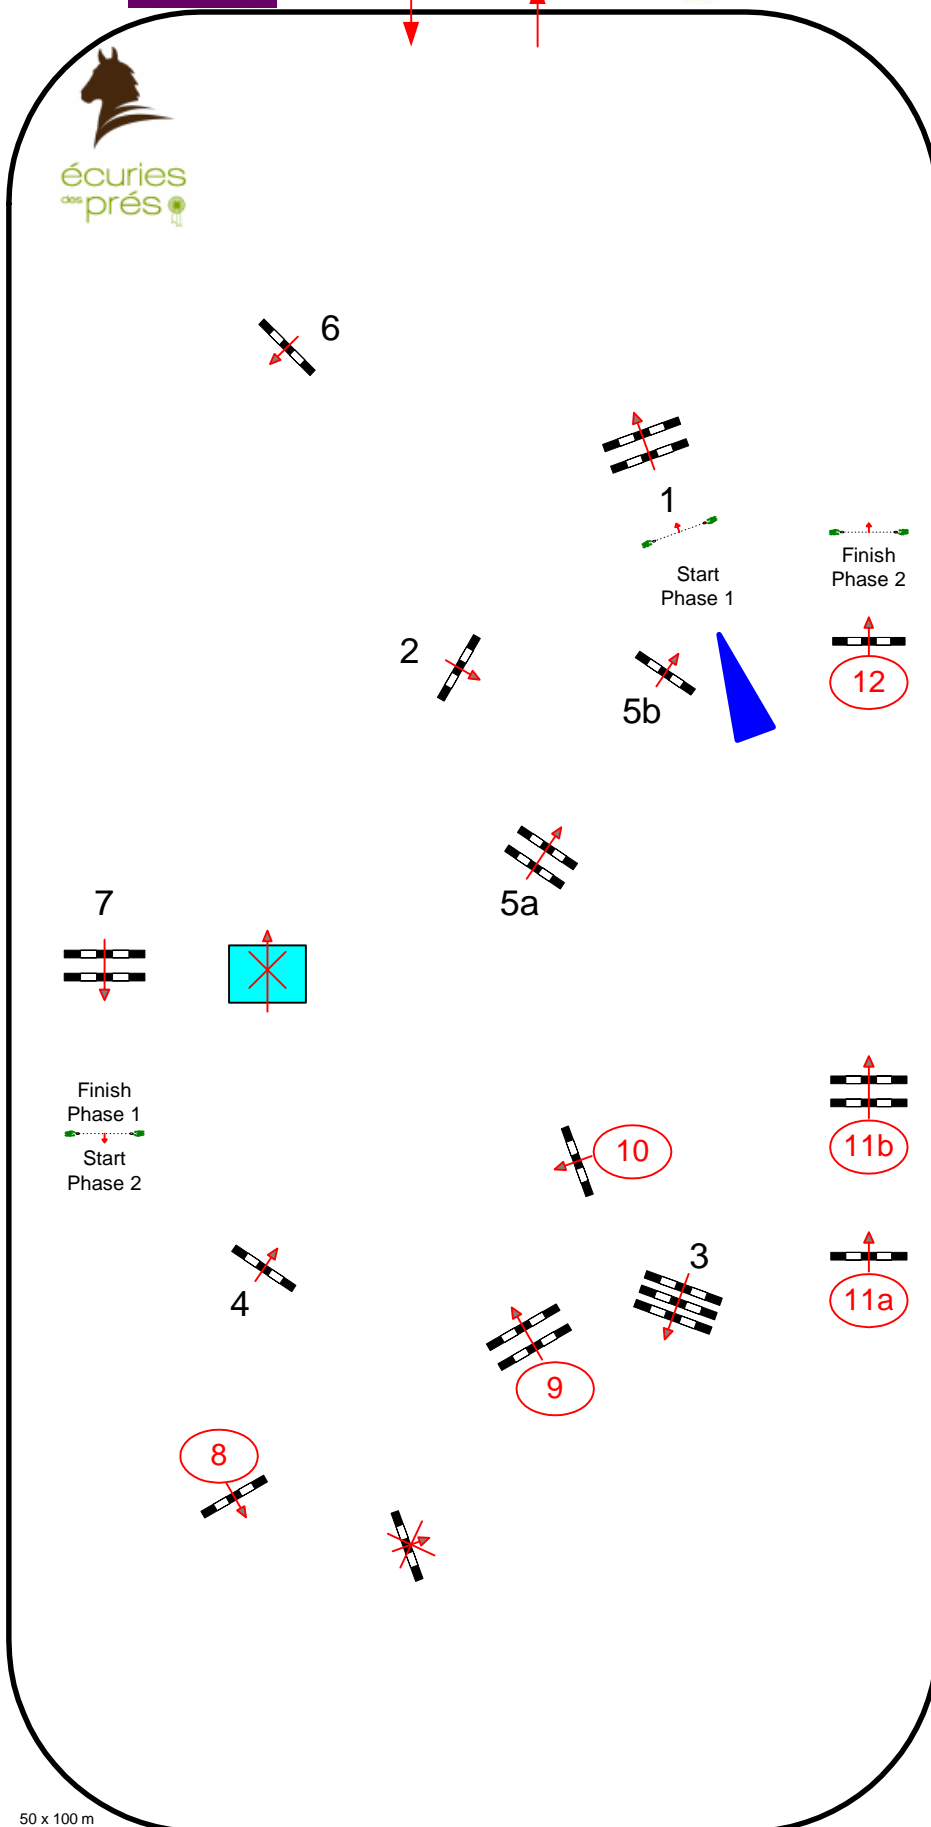 écuries
des prés
6
1
Start
Phase 1
Finish
Phase 2
2
5b
12
5a
7
Finish
Phase 1
Start
Phase 2
10
11b
4
3
11a
9
8
50 x 100 m